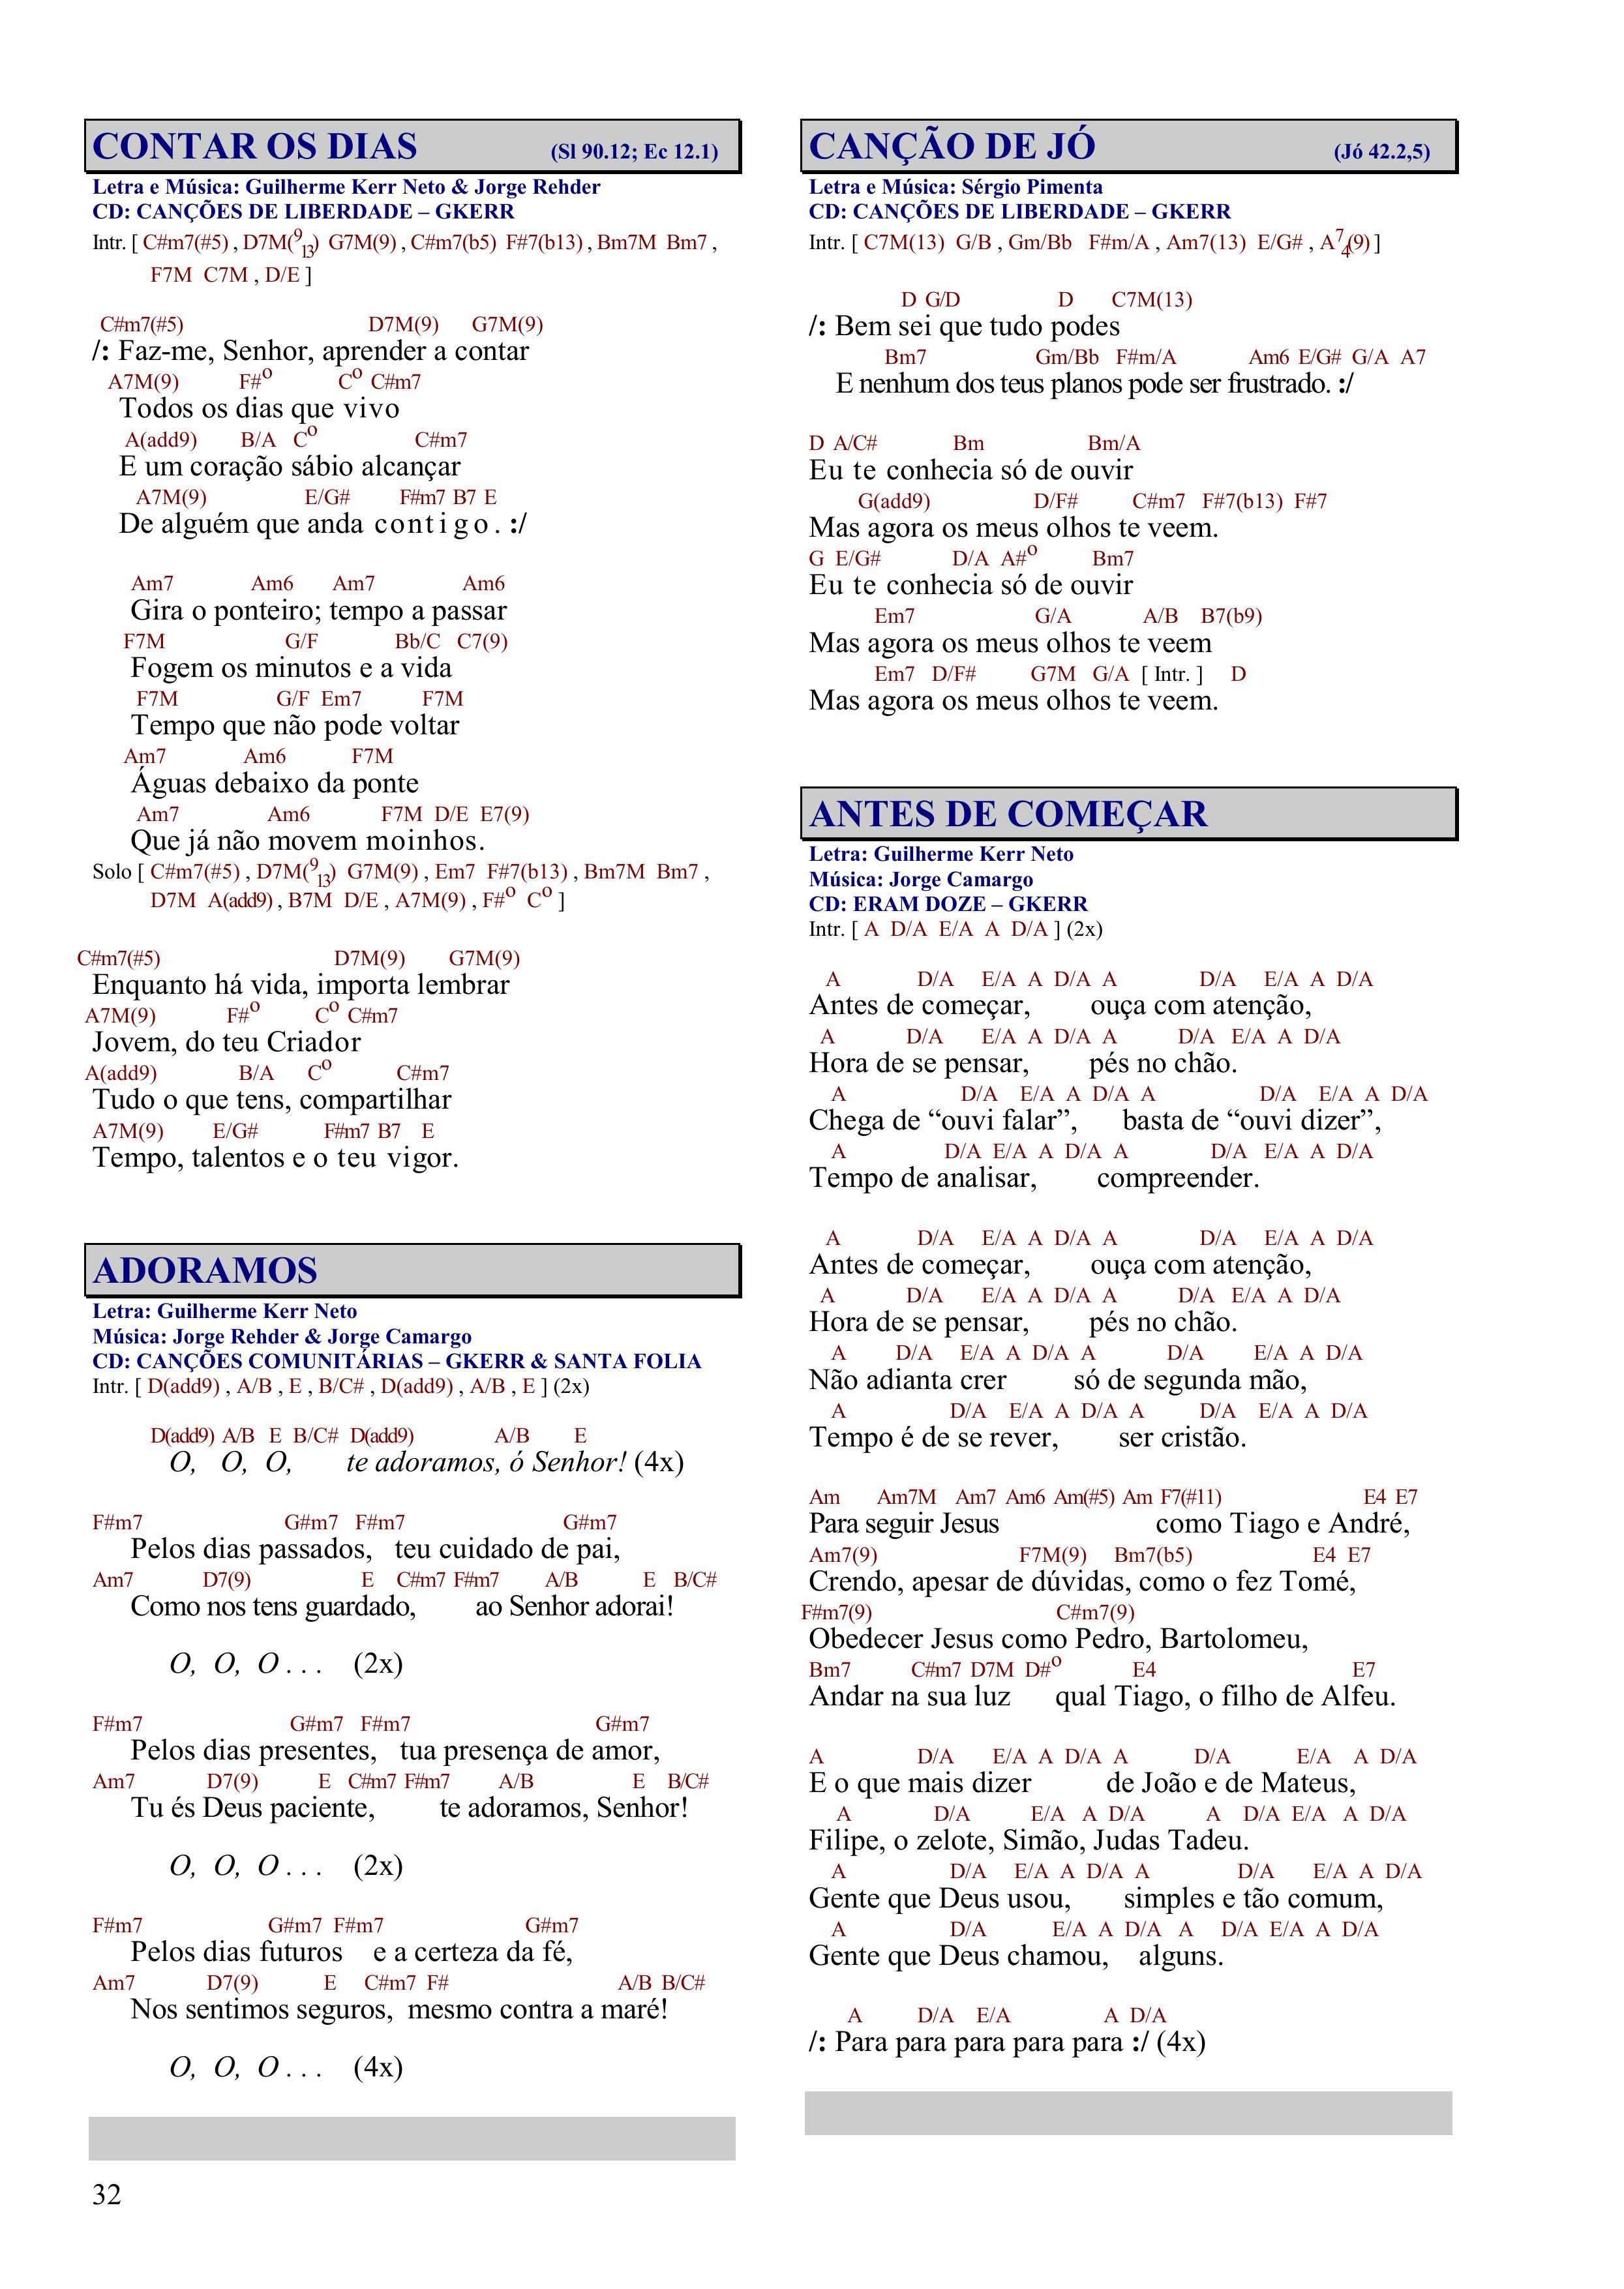 CONTAR OS DIAS (Sl 90.12; Ec 12.1)
Letra e Música: Guilherme Kerr Neto & Jorge Rehder
CD: CANÇÕES DE LIBERDADE – GKERR
Intr. [ C#m7(#5) , D7M(9 13) G7M(9) , C#m7(b5) F#7(b13) , Bm7M Bm7 ,
F7M C7M , D/E ]
C#m7(#5) D7M(9) G7M(9)
/: Faz-me, Senhor, aprender a contar
A7M(9) F#º Cº C#m7
Todos os dias que vivo
A(add9) B/A Cº C#m7
E um coração sábio alcançar
A7M(9) E/G# F#m7 B7 E
De alguém que anda contigo. :/
Am7 Am6 Am7 Am6
Gira o ponteiro; tempo a passar
F7M G/F Bb/C C7(9)
Fogem os minutos e a vida
F7M G/F Em7 F7M
Tempo que não pode voltar
Am7 Am6 F7M
Águas debaixo da ponte
Am7 Am6 F7M D/E E7(9)
Que já não movem moinhos.
Solo [ C#m7(#5) , D7M(9 13) G7M(9) , Em7 F#7(b13) , Bm7M Bm7 ,
D7M A(add9) , B7M D/E , A7M(9) , F#º Cº ]
C#m7(#5) D7M(9) G7M(9)
Enquanto há vida, importa lembrar
A7M(9) F#º Cº C#m7
Jovem, do teu Criador
A(add9) B/A Cº C#m7
Tudo o que tens, compartilhar
A7M(9) E/G# F#m7 B7 E
Tempo, talentos e o teu vigor.
ADORAMOS
Letra: Guilherme Kerr Neto
Música: Jorge Rehder & Jorge Camargo
CD: CANÇÕES COMUNITÁRIAS – GKERR & SANTA FOLIA
Intr. [ D(add9) , A/B , E , B/C# , D(add9) , A/B , E ] (2x)
D(add9) A/B E B/C# D(add9) A/B E
O, O, O, te adoramos, ó Senhor! (4x)
F#m7 G#m7 F#m7 G#m7
Pelos dias passados, teu cuidado de pai,
Am7 D7(9) E C#m7 F#m7 A/B E B/C#
Como nos tens guardado, ao Senhor adorai!
O, O, O . . . (2x)
F#m7 G#m7 F#m7 G#m7
Pelos dias presentes, tua presença de amor,
Am7 D7(9) E C#m7 F#m7 A/B E B/C#
Tu és Deus paciente, te adoramos, Senhor!
O, O, O . . . (2x)
F#m7 G#m7 F#m7 G#m7
Pelos dias futuros e a certeza da fé,
Am7 D7(9) E C#m7 F# A/B B/C#
Nos sentimos seguros, mesmo contra a maré!
O, O, O . . . (4x)
32
CANÇÃO DE JÓ (Jó 42.2,5)
Letra e Música: Sérgio Pimenta
CD: CANÇÕES DE LIBERDADE – GKERR
Intr. [ C7M(13) G/B , Gm/Bb F#m/A , Am7(13) E/G# , A7 4(9) ]
D G/D D C7M(13)
/: Bem sei que tudo podes
Bm7 Gm/Bb F#m/A Am6 E/G# G/A A7
E nenhum dos teus planos pode ser frustrado. :/
D A/C# Bm Bm/A
Eu te conhecia só de ouvir
G(add9) D/F# C#m7 F#7(b13) F#7
Mas agora os meus olhos te veem.
G E/G# D/A A#º Bm7
Eu te conhecia só de ouvir
Em7 G/A A/B B7(b9)
Mas agora os meus olhos te veem
Em7 D/F# G7M G/A [ Intr. ] D
Mas agora os meus olhos te veem.
ANTES DE COMEÇAR
Letra: Guilherme Kerr Neto
Música: Jorge Camargo
CD: ERAM DOZE – GKERR
Intr. [ A D/A E/A A D/A ] (2x)
A D/A E/A A D/A A D/A E/A A D/A
Antes de começar, ouça com atenção,
A D/A E/A A D/A A D/A E/A A D/A
Hora de se pensar, pés no chão.
A D/A E/A A D/A A D/A E/A A D/A
Chega de “ouvi falar”, basta de “ouvi dizer”,
A D/A E/A A D/A A D/A E/A A D/A
Tempo de analisar, compreender.
A D/A E/A A D/A A D/A E/A A D/A
Antes de começar, ouça com atenção,
A D/A E/A A D/A A D/A E/A A D/A
Hora de se pensar, pés no chão.
A D/A E/A A D/A A D/A E/A A D/A
Não adianta crer só de segunda mão,
A D/A E/A A D/A A D/A E/A A D/A
Tempo é de se rever, ser cristão.
Am Am7M Am7 Am6 Am(#5) Am F7(#11) E4 E7
Para seguir Jesus como Tiago e André,
Am7(9) F7M(9) Bm7(b5) E4 E7
Crendo, apesar de dúvidas, como o fez Tomé,
F#m7(9) C#m7(9)
Obedecer Jesus como Pedro, Bartolomeu,
Bm7 C#m7 D7M D#º E4 E7
Andar na sua luz qual Tiago, o filho de Alfeu.
A D/A E/A A D/A A D/A E/A A D/A
E o que mais dizer de João e de Mateus,
A D/A E/A A D/A A D/A E/A A D/A
Filipe, o zelote, Simão, Judas Tadeu.
A D/A E/A A D/A A D/A E/A A D/A
Gente que Deus usou, simples e tão comum,
A D/A E/A A D/A A D/A E/A A D/A
Gente que Deus chamou, alguns.
A D/A E/A A D/A
/: Para para para para para :/ (4x)